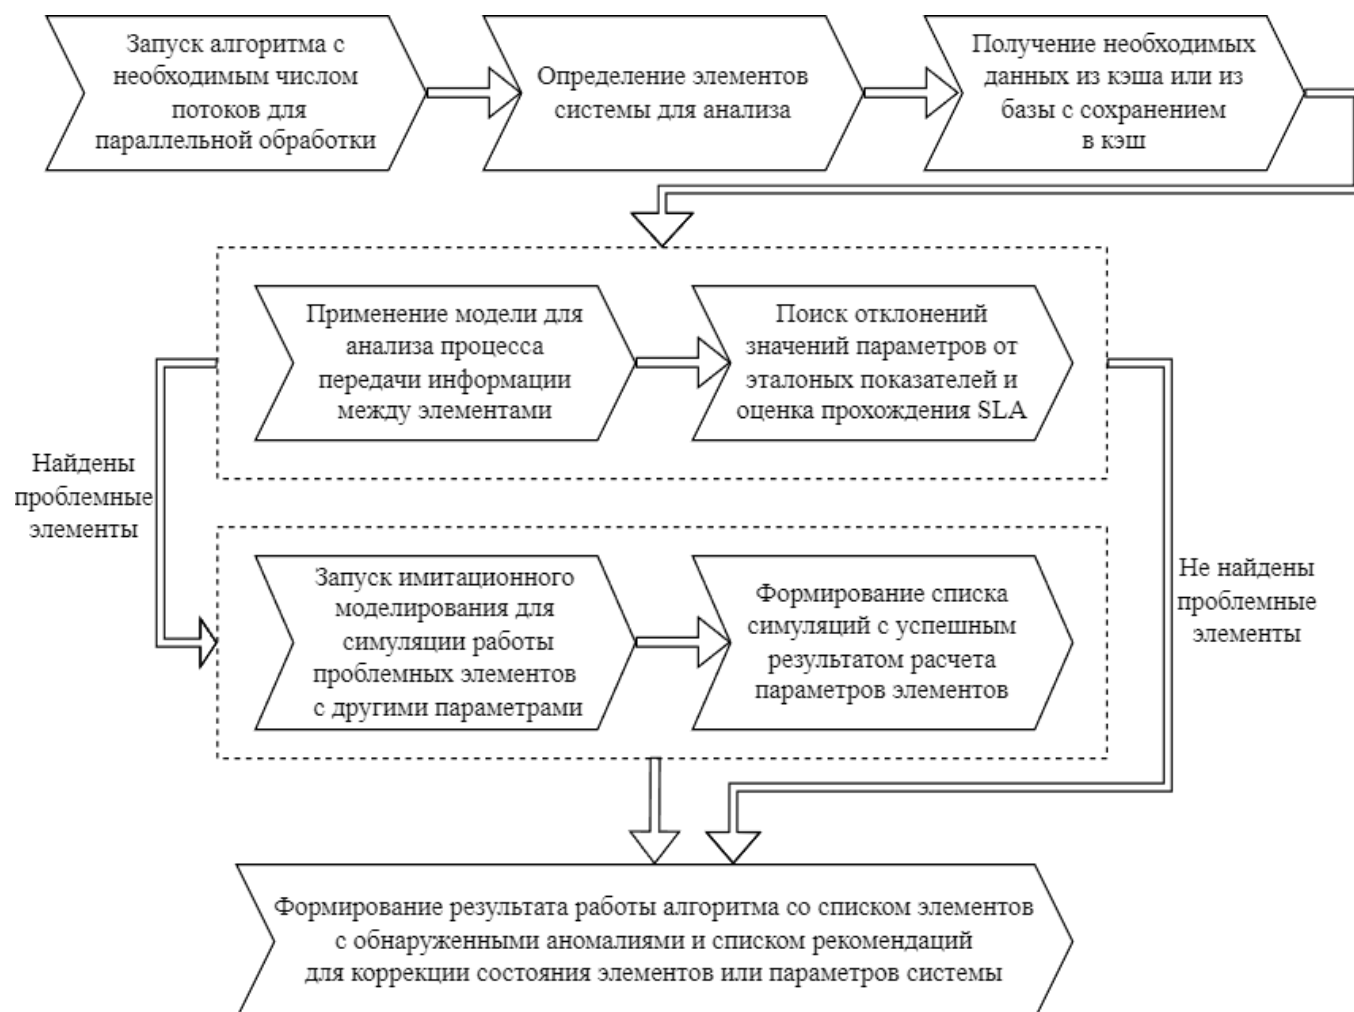 Запуск алгоритма с
необходимым числом
потоков для
параллельной обработки
Определение элементов
системы для анализа
Получение необходимых
данных из кэша или из
базы с сохранением
в кэш
Применение модели для
анализа процесса
передачи информации
между элементами
Поиск отклонений
значений параметров от
эталоных показателей и
оценка прохождения SLA
Найдены
проблемные
элементы
Запуск имитационного
моделирования для
симуляции работы
проблемных элементов
с другими параметрами
Формирование списка
симуляций с успешным
результатом расчета
параметров элементов
Не найдены
проблемные
элементы
Формирование результата работы алгоритма со списком элементов
с обнаруженными аномалиями и списком рекомендаций
для коррекции состояния элементов или параметров системы